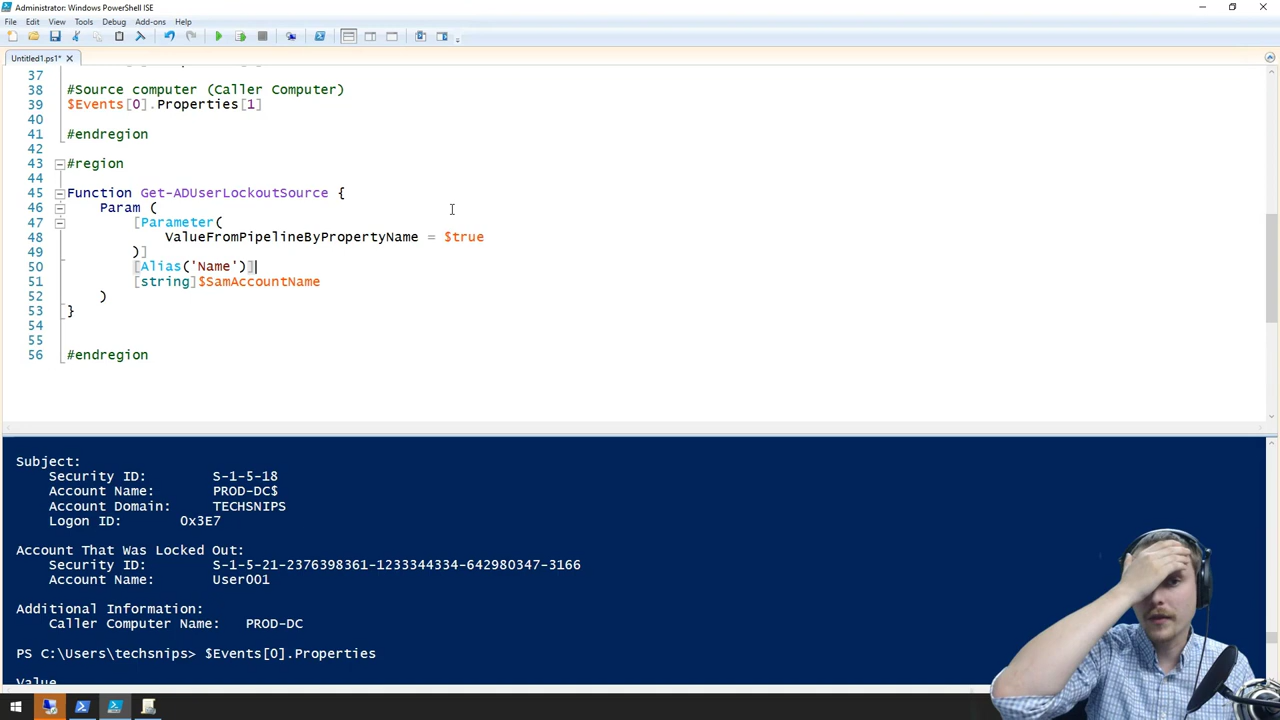 Administrator: Windows PowerShell ISE
File Edit View Tools Debug Add-ons Help
Untitled1.ps1* X
37
38 #Source computer (Caller Computer)
39 $Events[0].Properties[1]
40
41 #endregion
42
43 #region
44
45 Function Get-ADUserLockoutSource {
46 Param (
47 [Parameter(
48 ValueFromPipelineByPropertyName = $true
49 )]
50 [Alias('Name')]
51 [string]$SamAccountName
52 )
53 }
54
55
56 #endregion
Subject:
Security ID: S-1-5-18
Account Name: PROD-DC$
Account Domain: TECHSNIPS
Logon ID: 0x3E7
Account That Was Locked Out:
Security ID: S-1-5-21-2376398361-1233344334-642980347-3166
Account Name: User001
Additional Information:
Caller Computer Name: PROD-DC
PS C:\Users\techsnips> $Events[0].Properties
Value